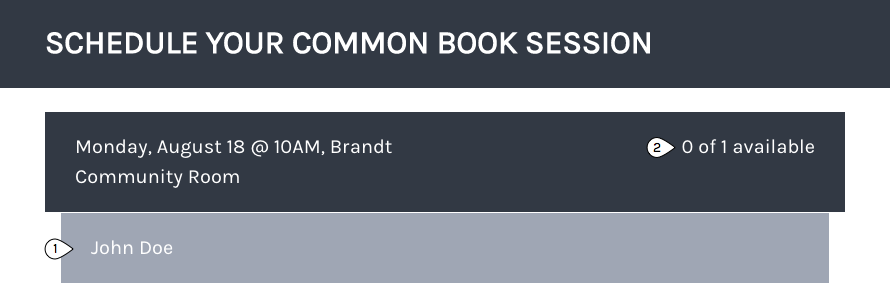 SCHEDULE YOUR COMMON BOOK SESSION
Monday, August 18 @ 10AM, Brandt
Community Room
2 0 of 1 available
1 John Doe